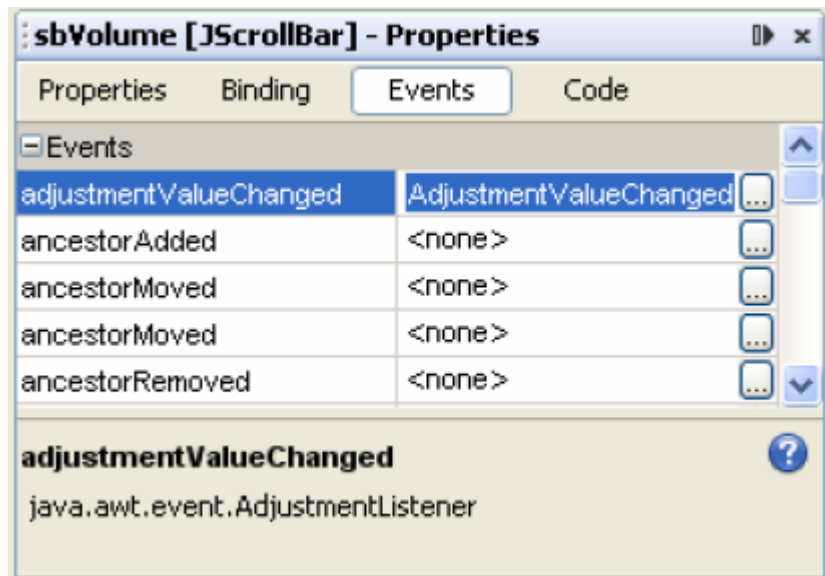 sbVolume [JScrollBar] - Properties
Properties Binding Events Code
Events
adjustmentValueChanged AdjustmentValueChanged ...
ancestorAdded <none> ...
ancestorMoved <none> ...
ancestorMoved <none> ...
ancestorRemoved <none> ...
adjustmentValueChanged ?
java.awt.event.AdjustmentListener